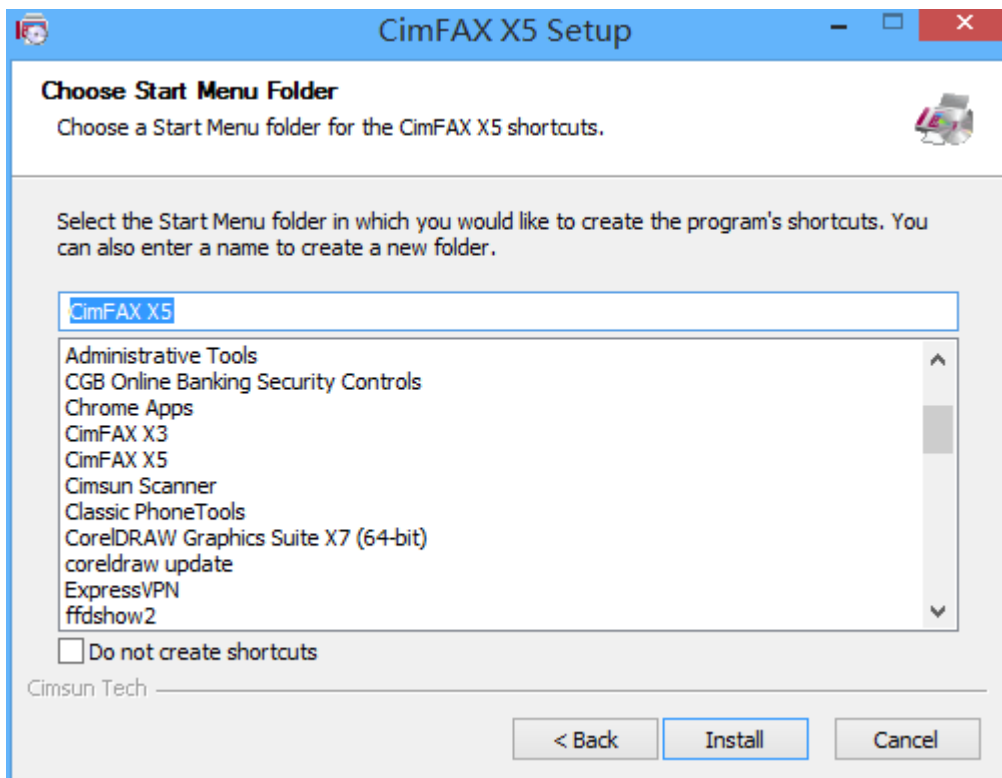 CimFAX X5 Setup
Choose Start Menu Folder
Choose a Start Menu folder for the CimFAX X5 shortcuts.
Select the Start Menu folder in which you would like to create the program's shortcuts. You
can also enter a name to create a new folder.
CimFAX X5
Administrative Tools
CGB Online Banking Security Controls
Chrome Apps
CimFAX X3
CimFAX X5
Cimsun Scanner
Classic PhoneTools
CorelDRAW Graphics Suite X7 (64-bit)
coreldraw update
ExpressVPN
ffdshow2
Do not create shortcuts
Cimsun Tech
< Back Install Cancel